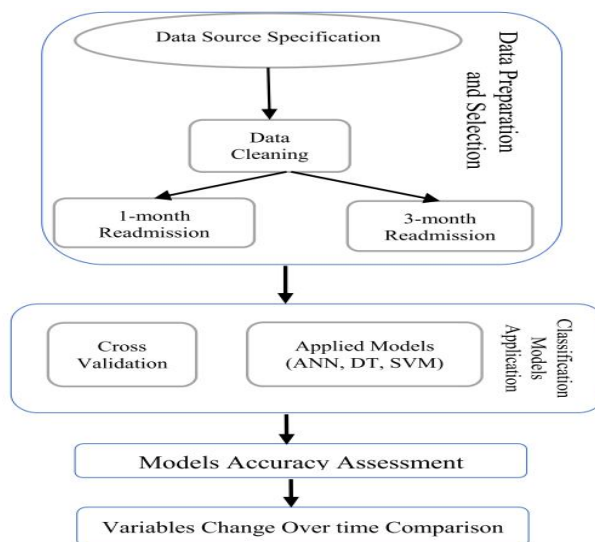 Data Source Specification
Data Preparation
and Selection
Data
Cleaning
1-month
Readmission
3-month
Readmission
Cross
Validation
Applied Models
(ANN, DT, SVM)
Classification
Models
Application
Models Accuracy Assessment
Variables Change Over time Comparison